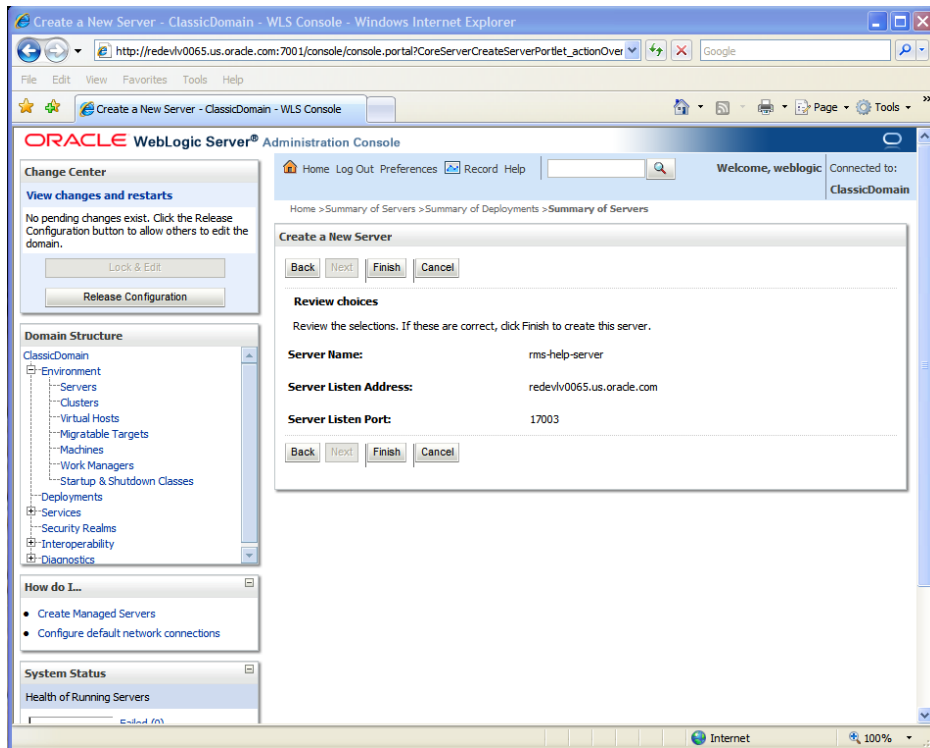 Create a New Server - ClassicDomain - WLS Console - Windows Internet Explorer
http://redevlv0065.us.oracle.com:7001/console/console.portal?CoreServerCreateServerPortlet_actionOver
Google
File Edit View Favorites Tools Help
Create a New Server - ClassicDomain - WLS Console
Page Tools »
ORACLE WebLogic Server® Administration Console
Change Center
View changes and restarts
No pending changes exist. Click the Release
Configuration button to allow others to edit the
domain.
Lock & Edit
Release Configuration
Domain Structure
ClassicDomain
Environment
Servers
Clusters
Virtual Hosts
Migratable Targets
Machines
Work Managers
Startup & Shutdown Classes
Deployments
Services
Security Realms
Interoperability
Diagnostics
How do I...
Create Managed Servers
Configure default network connections
System Status
Health of Running Servers
Failed (0)
Home Log Out Preferences Record Help
Welcome, weblogic
Connected to:
ClassicDomain
Home >Summary of Servers >Summary of Deployments >Summary of Servers
Create a New Server
Back Next Finish Cancel
Review choices
Review the selections. If these are correct, click Finish to create this server.
Server Name: rms-help-server
Server Listen Address: redevlv0065.us.oracle.com
Server Listen Port: 17003
Back Next Finish Cancel
Internet
100%